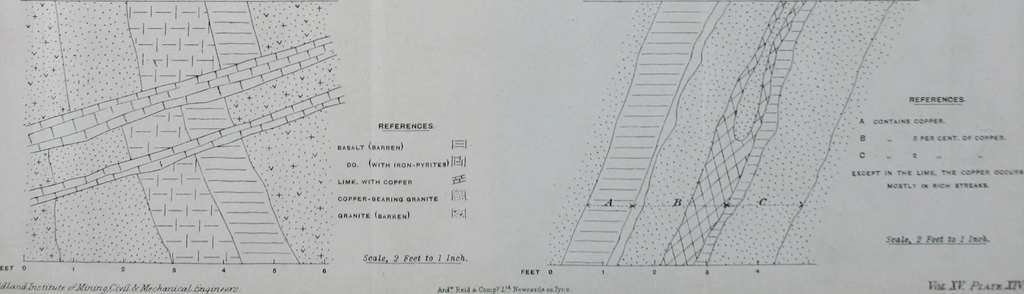 REFERENCES.
BASALT (BARREN)
DO. (WITH IRON-PYRITES)
LIME, WITH COPPER
COPPER-BEARING GRANITE
GRANITE (BARREN)
Scale, 2 Feet to 1 Inch.
FEET 0 1 2 3 4 5 6
A B C
FEET 0 1 2 3 4
REFERENCES.
A CONTAINS COPPER.
B „ 8 PER CENT. OF COPPER.
C „ 5 „ „
EXCEPT IN THE LIME, THE COPPER OCCURS
MOSTLY IN RICH STREAKS.
Scale, 2 Feet to 1 Inch.
dland Institute of Mining, Civil & Mechanical Engineers.
Andw Reid & Compy Ltd Newcastle on Tyne.
Vol. XV. Plate XIV